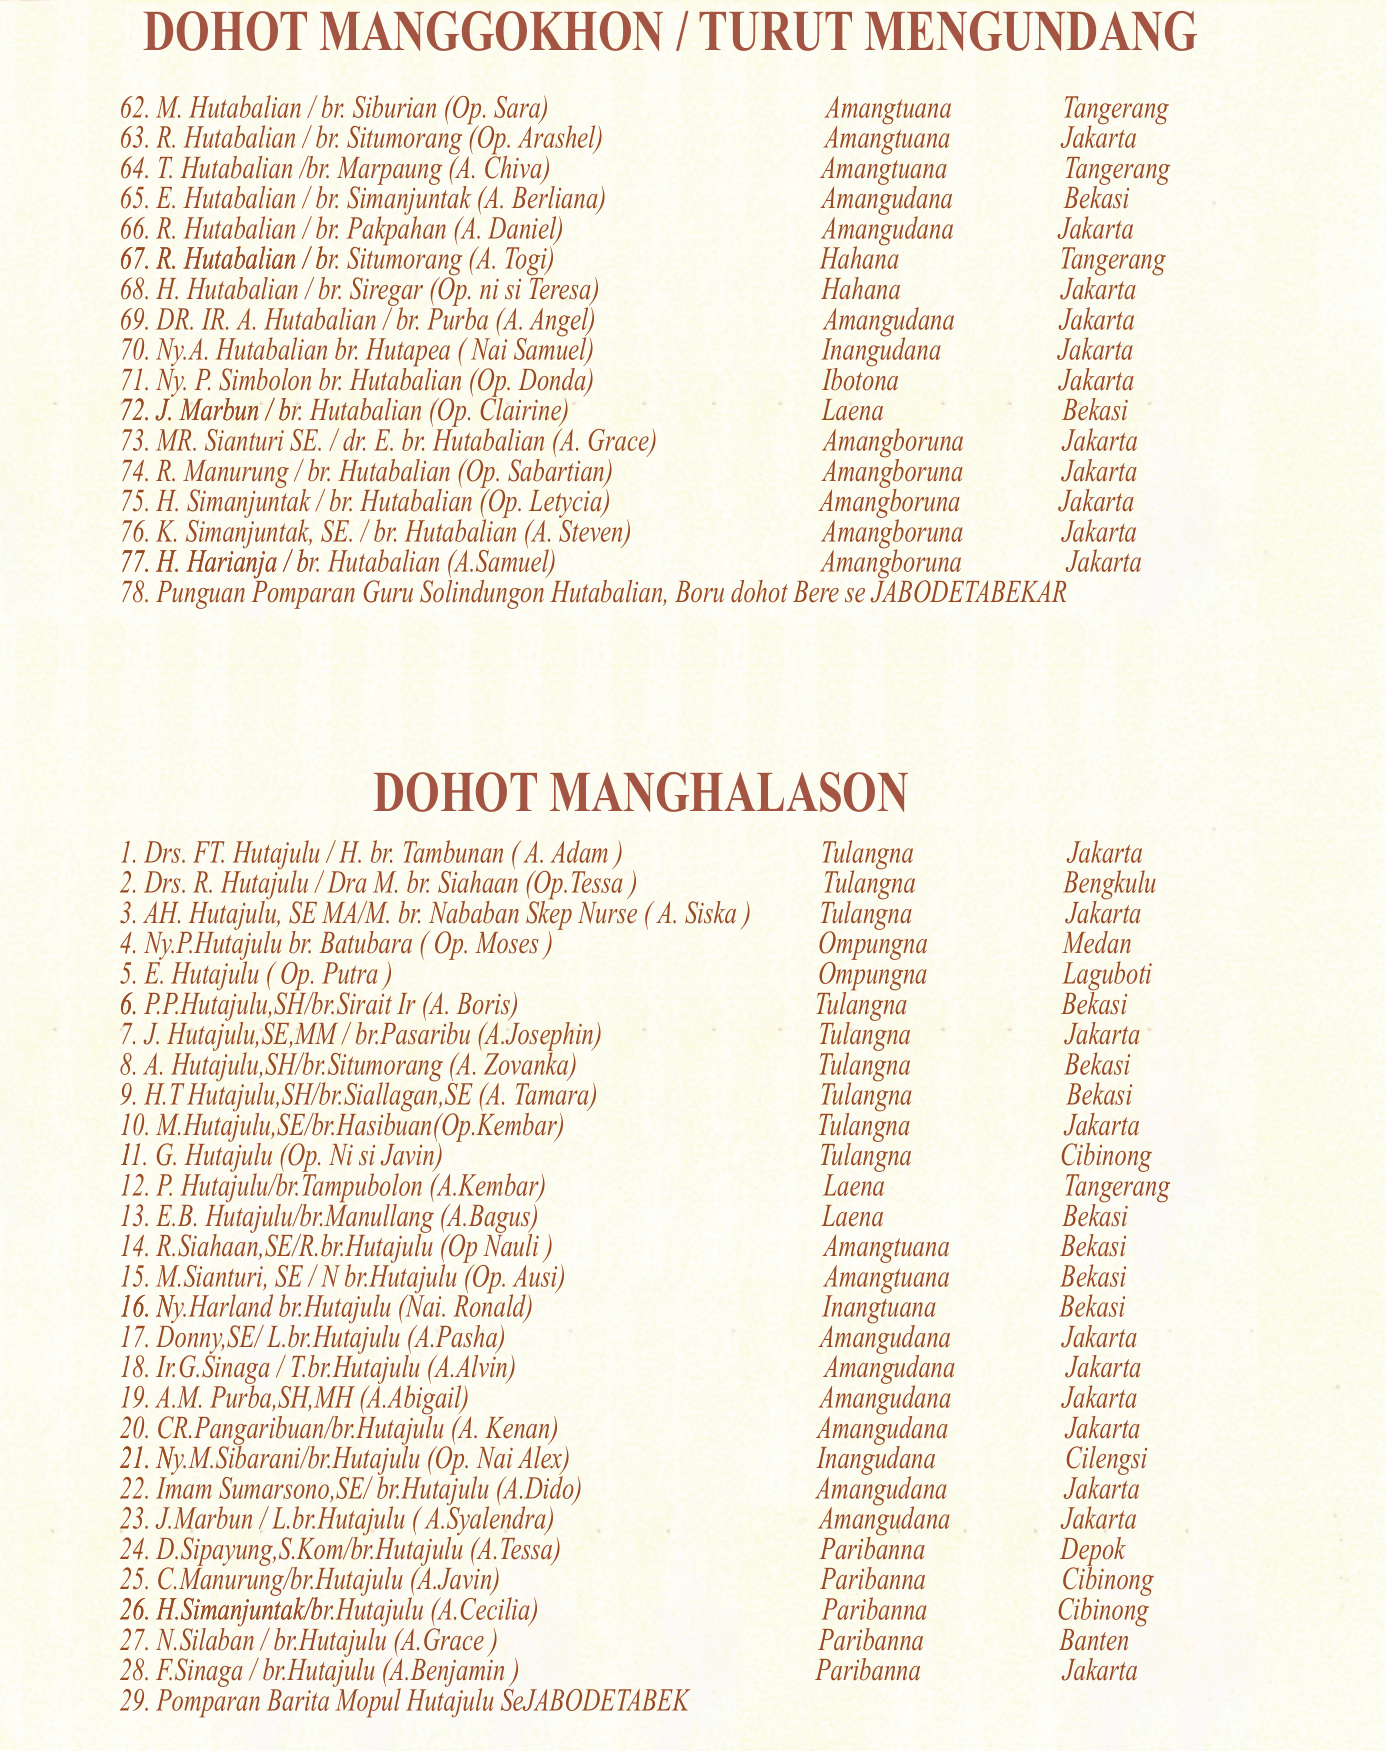 DOHOT MANGGOKHON / TURUT MENGUNDANG
62. M. Hutabalian / br. Siburian (Op. Sara) Amangtuana Tangerang
63. R. Hutabalian / br. Situmorang (Op. Arashel) Amangtuana Jakarta
64. T. Hutabalian /br. Marpaung (A. Chiva) Amangtuana Tangerang
65. E. Hutabalian / br. Simanjuntak (A. Berliana) Amangudana Bekasi
66. R. Hutabalian / br. Pakpahan (A. Daniel) Amangudana Jakarta
67. R. Hutabalian / br. Situmorang (A. Togi) Hahana Tangerang
68. H. Hutabalian / br. Siregar (Op. ni si Teresa) Hahana Jakarta
69. DR. IR. A. Hutabalian / br. Purba (A. Angel) Amangudana Jakarta
70. Ny.A. Hutabalian br. Hutapea ( Nai Samuel) Inangudana Jakarta
71. Ny. P. Simbolon br. Hutabalian (Op. Donda) Ibotona Jakarta
72. J. Marbun / br. Hutabalian (Op. Clairine) Laena Bekasi
73. MR. Sianturi SE. / dr. E. br. Hutabalian (A. Grace) Amangboruna Jakarta
74. R. Manurung / br. Hutabalian (Op. Sabartian) Amangboruna Jakarta
75. H. Simanjuntak / br. Hutabalian (Op. Letycia) Amangboruna Jakarta
76. K. Simanjuntak, SE. / br. Hutabalian (A. Steven) Amangboruna Jakarta
77. H. Harianja / br. Hutabalian (A.Samuel) Amangboruna Jakarta
78. Punguan Pomparan Guru Solindungon Hutabalian, Boru dohot Bere se JABODETABEKAR
DOHOT MANGHALASON
1. Drs. FT. Hutajulu / H. br. Tambunan ( A. Adam ) Tulangna Jakarta
2. Drs. R. Hutajulu / Dra M. br. Siahaan (Op.Tessa ) Tulangna Bengkulu
3. AH. Hutajulu, SE MA/M. br. Nababan Skep Nurse ( A. Siska ) Tulangna Jakarta
4. Ny.P.Hutajulu br. Batubara ( Op. Moses ) Ompungna Medan
5. E. Hutajulu ( Op. Putra ) Ompungna Laguboti
6. P.P.Hutajulu,SH/br.Sirait Ir (A. Boris) Tulangna Bekasi
7. J. Hutajulu,SE,MM / br.Pasaribu (A.Josephin) Tulangna Jakarta
8. A. Hutajulu,SH/br.Situmorang (A. Zovanka) Tulangna Bekasi
9. H.T Hutajulu,SH/br.Siallagan,SE (A. Tamara) Tulangna Bekasi
10. M.Hutajulu,SE/br.Hasibuan(Op.Kembar) Tulangna Jakarta
11. G. Hutajulu (Op. Ni si Javin) Tulangna Cibinong
12. P. Hutajulu/br.Tampubolon (A.Kembar) Laena Tangerang
13. E.B. Hutajulu/br.Manullang (A.Bagus) Laena Bekasi
14. R.Siahaan,SE/R.br.Hutajulu (Op Nauli ) Amangtuana Bekasi
15. M.Sianturi, SE / N br.Hutajulu (Op. Ausi) Amangtuana Bekasi
16. Ny.Harland br.Hutajulu (Nai. Ronald) Inangtuana Bekasi
17. Donny,SE/ L.br.Hutajulu (A.Pasha) Amangudana Jakarta
18. Ir.G.Sinaga / T.br.Hutajulu (A.Alvin) Amangudana Jakarta
19. A.M. Purba,SH,MH (A.Abigail) Amangudana Jakarta
20. CR.Pangaribuan/br.Hutajulu (A. Kenan) Amangudana Jakarta
21. Ny.M.Sibarani/br.Hutajulu (Op. Nai Alex) Inangudana Cilengsi
22. Imam Sumarsono,SE/ br.Hutajulu (A.Dido) Amangudana Jakarta
23. J.Marbun / L.br.Hutajulu ( A.Syalendra) Amangudana Jakarta
24. D.Sipayung,S.Kom/br.Hutajulu (A.Tessa) Paribanna Depok
25. C.Manurung/br.Hutajulu (A.Javin) Paribanna Cibinong
26. H.Simanjuntak/br.Hutajulu (A.Cecilia) Paribanna Cibinong
27. N.Silaban / br.Hutajulu (A.Grace ) Paribanna Banten
28. F.Sinaga / br.Hutajulu (A.Benjamin ) Paribanna Jakarta
29. Pomparan Barita Mopul Hutajulu SeJABODETABEK